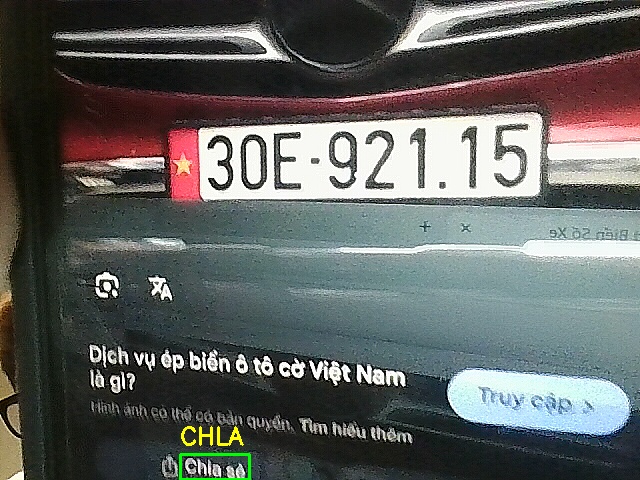 30E-921.15
Biển Số Xe
Dịch vụ ép biển ô tô cờ Việt Nam
là gì?
Truy cập >
Hình ảnh có thể có bản quyền. Tìm hiểu thêm
CHLA
Chia sẻ